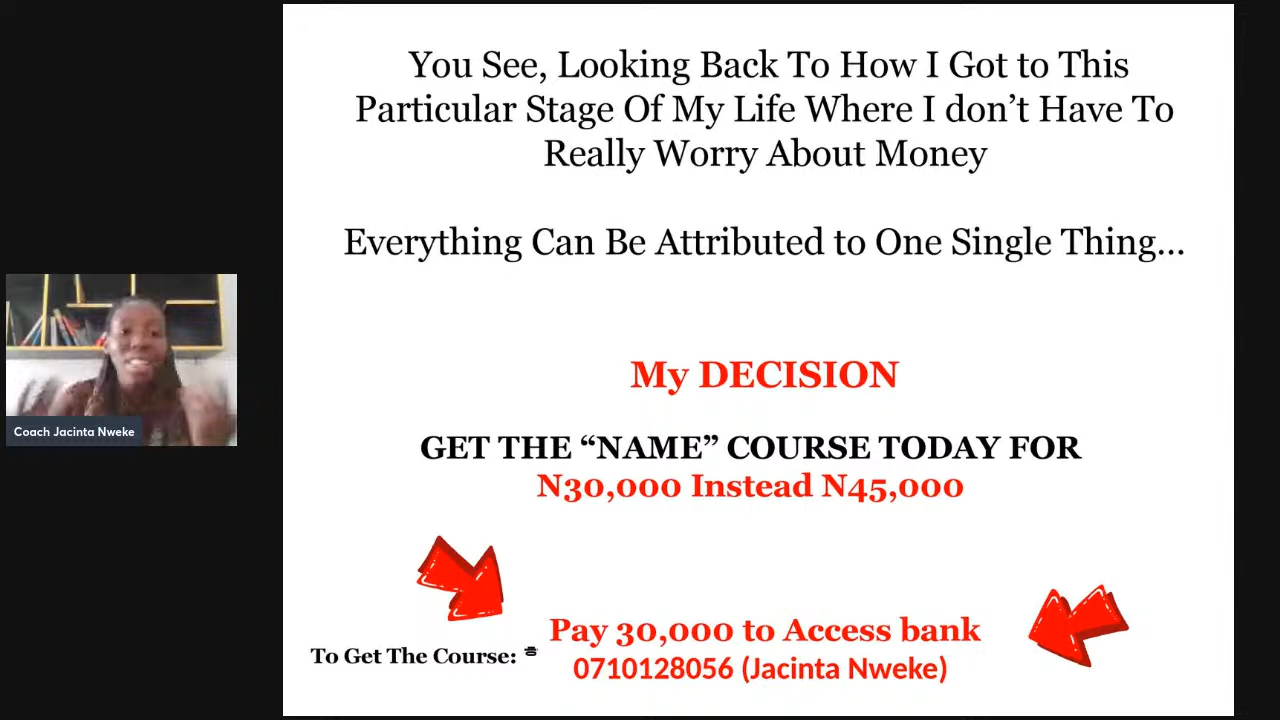 You See, Looking Back To How I Got to This
Particular Stage Of My Life Where I don’t Have To
Really Worry About Money
Everything Can Be Attributed to One Single Thing...
My DECISION
GET THE “NAME” COURSE TODAY FOR
N30,000 Instead N45,000
Pay 30,000 to Access bank
To Get The Course: ᄒ
0710128056 (Jacinta Nweke)
Coach Jacinta Nweke